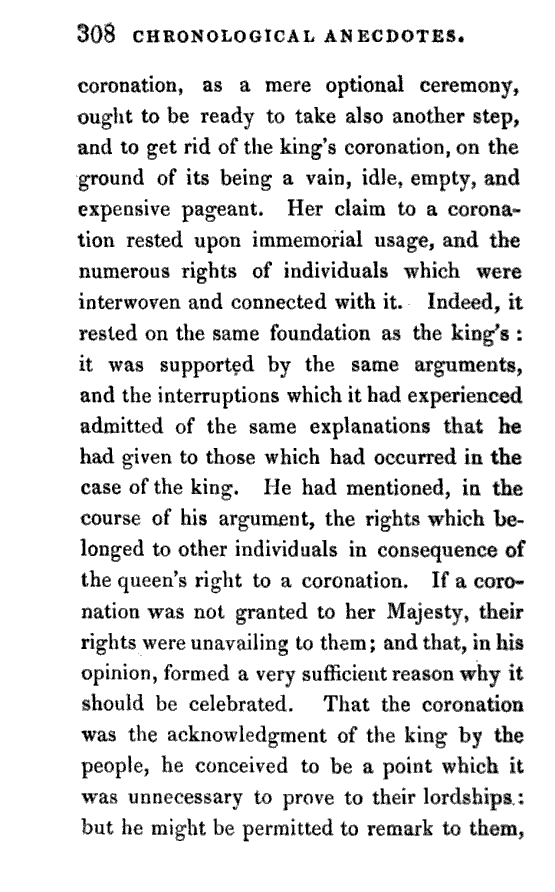 308 CHRONOLOGICAL ANECDOTES.
coronation, as a mere optional ceremony,
ought to be ready to take also another step,
and to get rid of the king's coronation, on the
ground of its being a vain, idle, empty, and
expensive pageant. Her claim to a corona-
tion rested upon immemorial usage, and the
numerous rights of individuals which were
interwoven and connected with it. Indeed, it
rested on the same foundation as the king's :
it was supported by the same arguments,
and the interruptions which it had experienced
admitted of the same explanations that he
had given to those which had occurred in the
case of the king. He had mentioned, in the
course of his argument, the rights which be-
longed to other individuals in consequence of
the queen's right to a coronation. If a coro-
nation was not granted to her Majesty, their
rights were unavailing to them; and that, in his
opinion, formed a very sufficient reason why it
should be celebrated. That the coronation
was the acknowledgment of the king by the
people, he conceived to be a point which it
was unnecessary to prove to their lordships.:
but he might be permitted to remark to them,